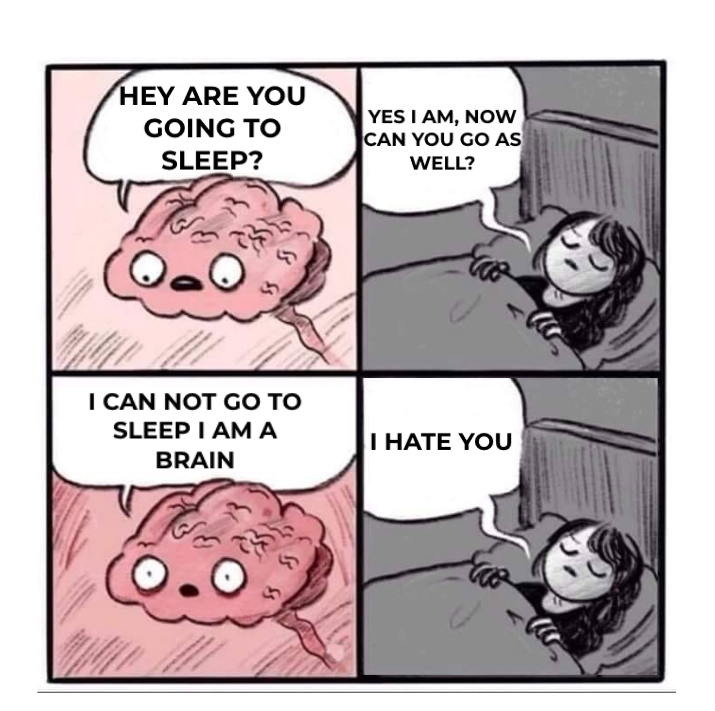 HEY ARE YOU
GOING TO
SLEEP?
YES I AM, NOW
CAN YOU GO AS
WELL?
I CAN NOT GO TO
SLEEP I AM A
BRAIN
I HATE YOU